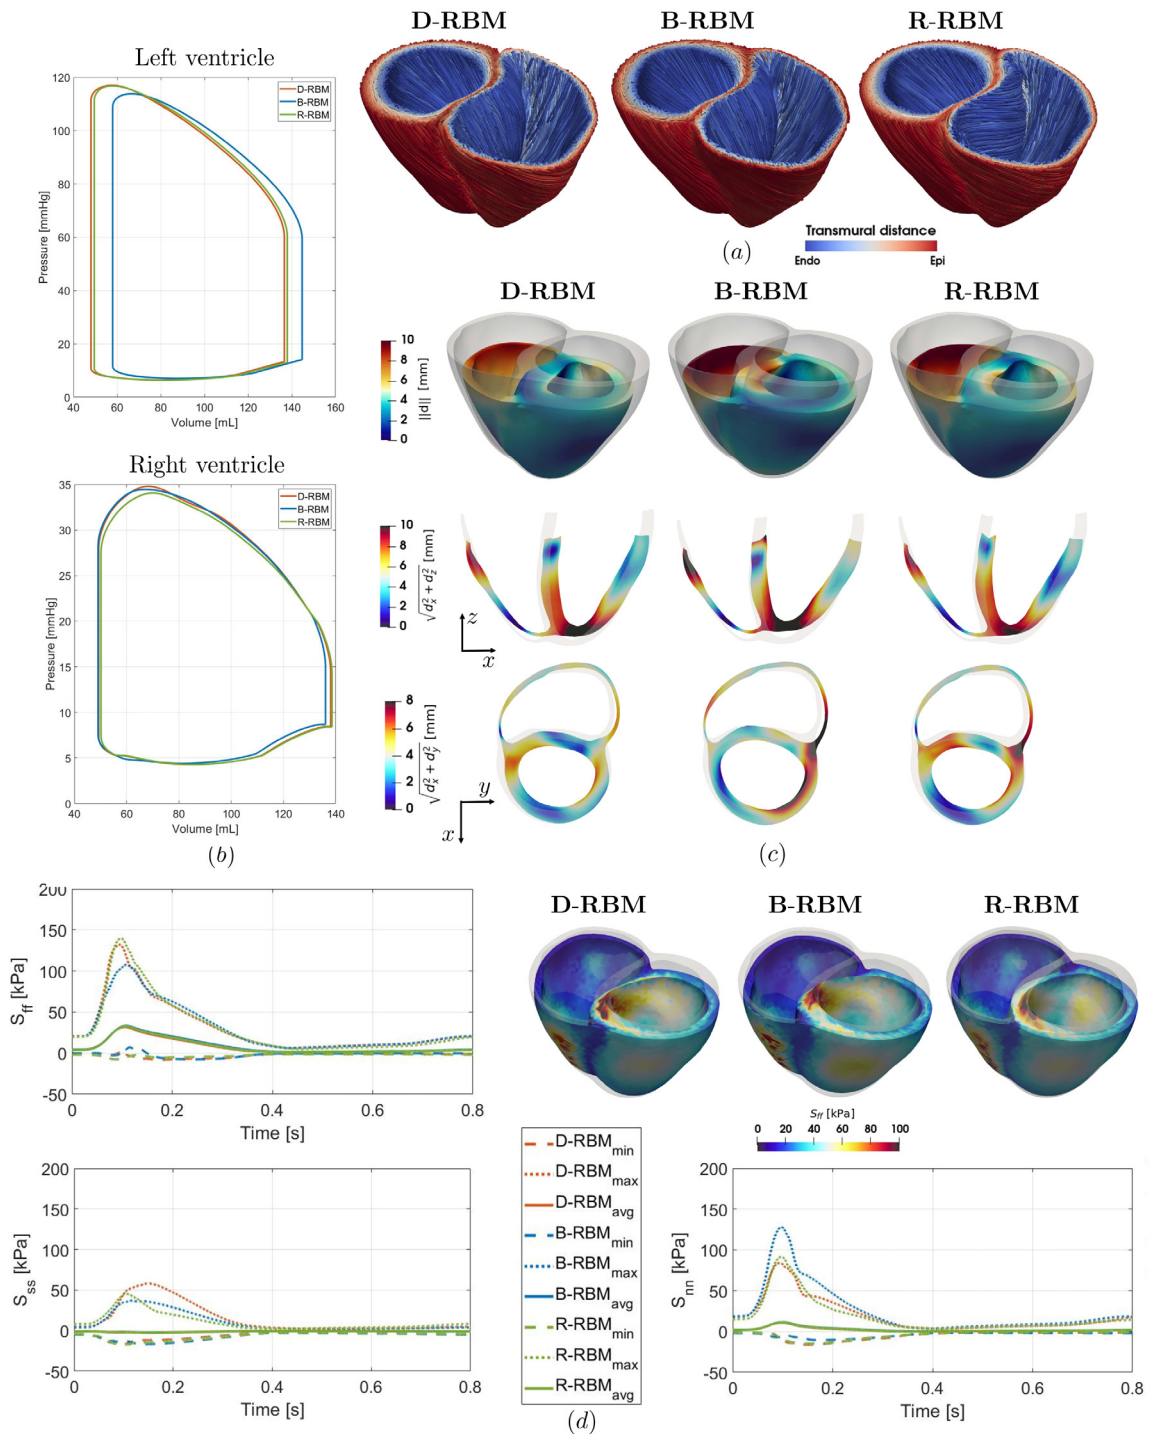 D-RBM B-RBM R-RBM
Transmural distance
Endo Epi
(a)
Left ventricle
D-RBM
B-RBM
R-RBM
120
100
80
60
40
20
0
Pressure [mmHg]
40 60 80 100 120 140 160
Volume [mL]
Right ventricle
D-RBM
B-RBM
R-RBM
35
30
25
20
15
10
5
0
Pressure [mmHg]
40 60 80 100 120 140
Volume [mL]
(b)
D-RBM B-RBM R-RBM
10
8
6
4
2
0
||d|| [mm]
10
8
6
4
2
0
√d_x^2 + d_z^2 [mm]
z
x
8
6
4
2
0
√d_x^2 + d_y^2 [mm]
y
x
(c)
200
150
100
50
0
-50
S_ff [kPa]
0 0.2 0.4 0.6 0.8
Time [s]
D-RBM B-RBM R-RBM
S_ff [kPa]
0 20 40 60 80 100
200
150
100
50
0
-50
S_ss [kPa]
0 0.2 0.4 0.6 0.8
Time [s]
D-RBM_min
D-RBM_max
D-RBM_avg
B-RBM_min
B-RBM_max
B-RBM_avg
R-RBM_min
R-RBM_max
R-RBM_avg
200
150
100
50
0
-50
S_nn [kPa]
0 0.2 0.4 0.6 0.8
Time [s]
(d)